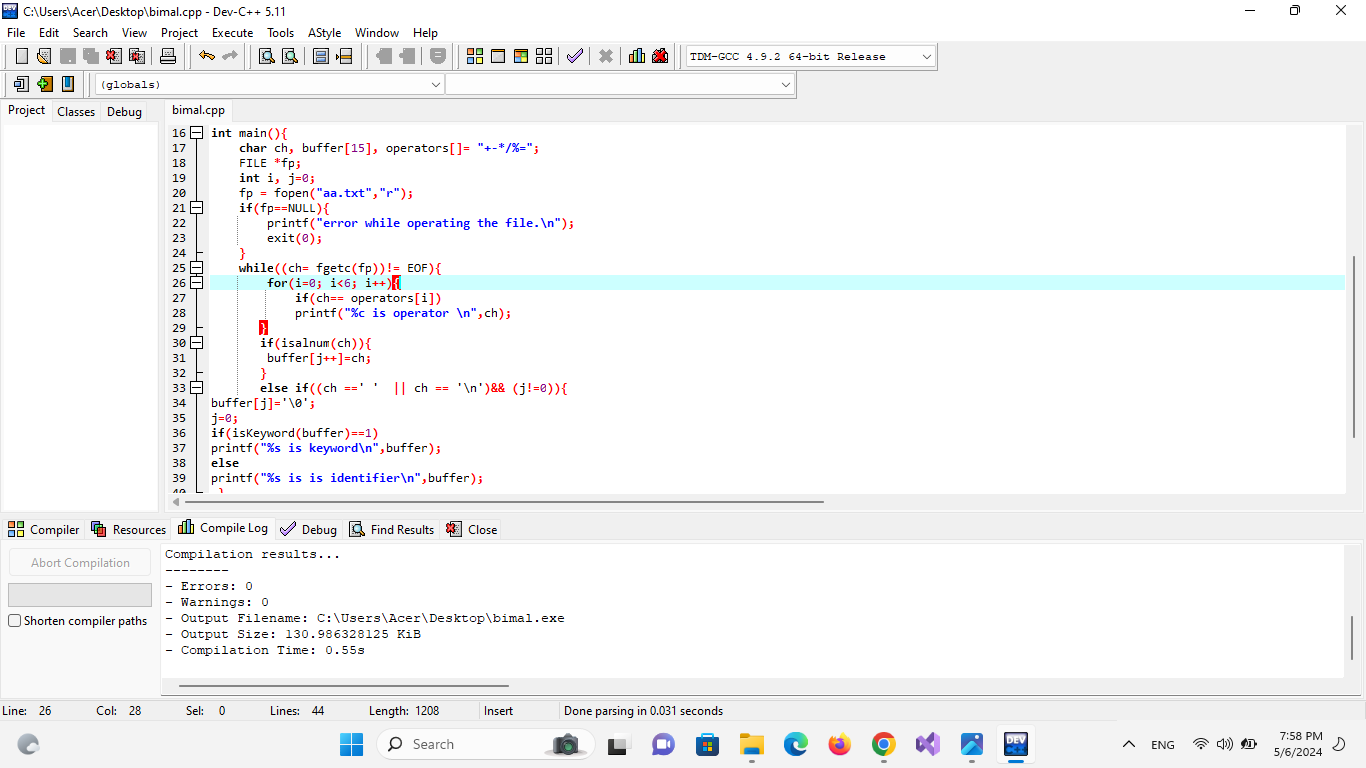 C:\Users\Acer\Desktop\bimal.cpp - Dev-C++ 5.11
File Edit Search View Project Execute Tools AStyle Window Help
TDM-GCC 4.9.2 64-bit Release
(globals)
Project Classes Debug bimal.cpp
16 int main(){
17 char ch, buffer[15], operators[]= "+-*/%=";
18 FILE *fp;
19 int i, j=0;
20 fp = fopen("aa.txt","r");
21 if(fp==NULL){
22 printf("error while operating the file.\n");
23 exit(0);
24 }
25 while((ch= fgetc(fp))!= EOF){
26 for(i=0; i<6; i++){
27 if(ch== operators[i])
28 printf("%c is operator \n",ch);
29 }
30 if(isalnum(ch)){
31 buffer[j++]=ch;
32 }
33 else if((ch ==' '  || ch == '\n')&& (j!=0)){
34 buffer[j]='\0';
35 j=0;
36 if(isKeyword(buffer)==1)
37 printf("%s is keyword\n",buffer);
38 else
39 printf("%s is is identifier\n",buffer);
40 }
Compiler Resources Compile Log Debug Find Results Close
Abort Compilation
Shorten compiler paths
Compilation results...
--------
- Errors: 0
- Warnings: 0
- Output Filename: C:\Users\Acer\Desktop\bimal.exe
- Output Size: 130.986328125 KiB
- Compilation Time: 0.55s
Line: 26 Col: 28 Sel: 0 Lines: 44 Length: 1208 Insert Done parsing in 0.031 seconds
Search
DEV
ENG
7:58 PM
5/6/2024